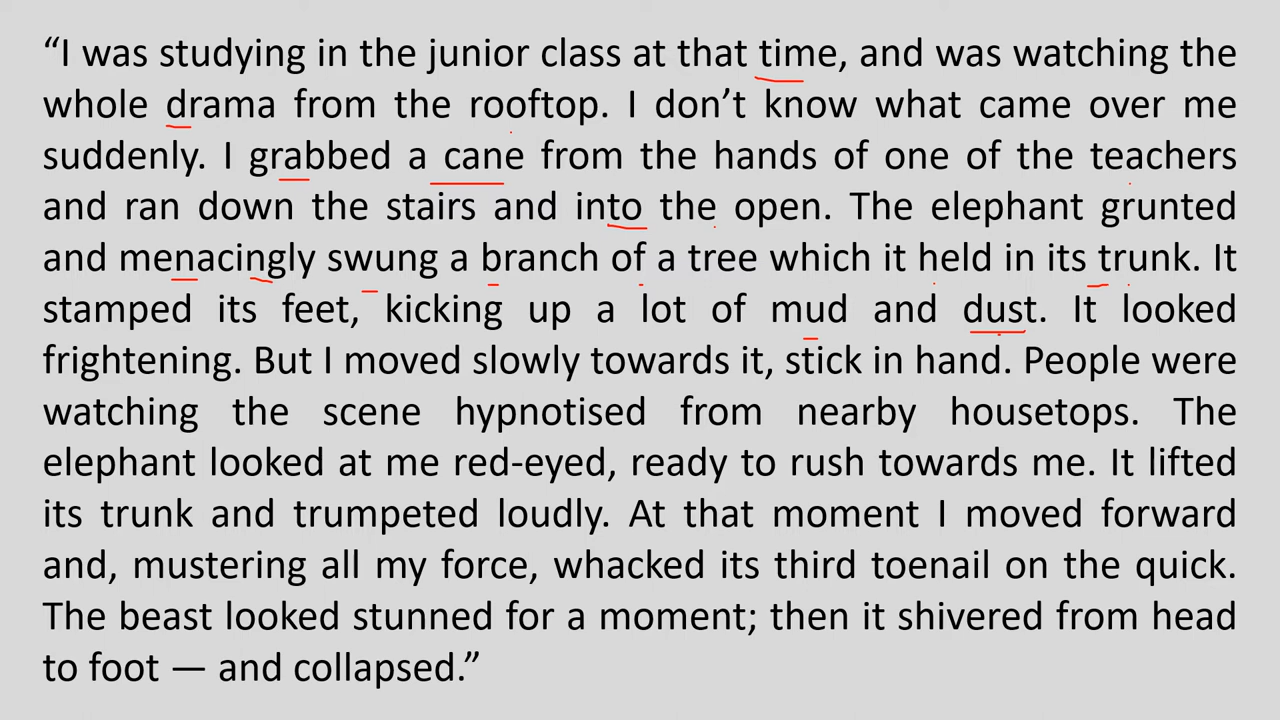 “I was studying in the junior class at that time, and was watching the
whole drama from the rooftop. I don’t know what came over me
suddenly. I grabbed a cane from the hands of one of the teachers
and ran down the stairs and into the open. The elephant grunted
and menacingly swung a branch of a tree which it held in its trunk. It
stamped its feet, kicking up a lot of mud and dust. It looked
frightening. But I moved slowly towards it, stick in hand. People were
watching the scene hypnotised from nearby housetops. The
elephant looked at me red-eyed, ready to rush towards me. It lifted
its trunk and trumpeted loudly. At that moment I moved forward
and, mustering all my force, whacked its third toenail on the quick.
The beast looked stunned for a moment; then it shivered from head
to foot — and collapsed.”